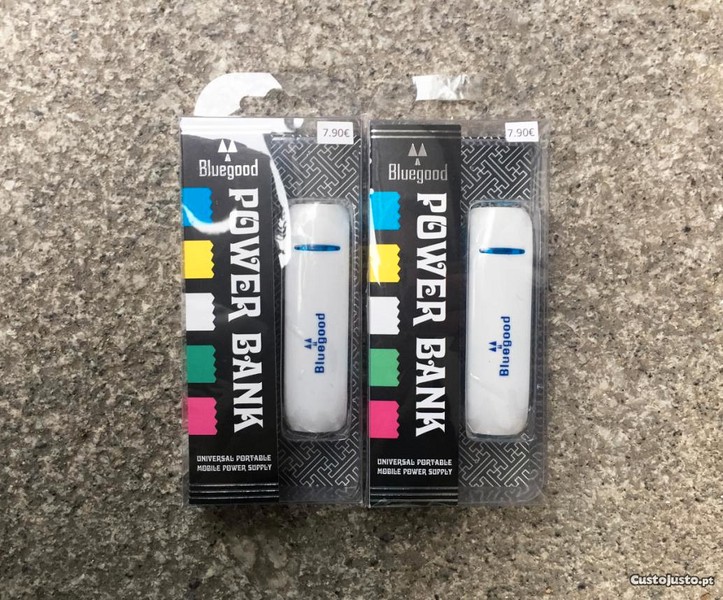 7.90€
Bluegood
POWER BANK
Bluegood
UNIVERSAL PORTABLE
MOBILE POWER SUPPLY
7.90€
Bluegood
POWER BANK
Bluegood
UNIVERSAL PORTABLE
MOBILE POWER SUPPLY
CustoJusto.pt